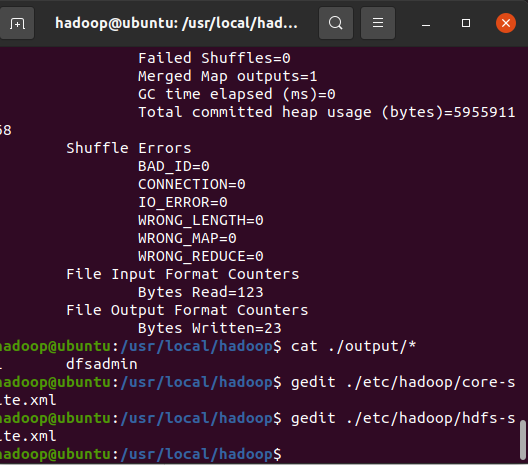 hadoop@ubuntu: /usr/local/had...
Failed Shuffles=0
Merged Map outputs=1
GC time elapsed (ms)=0
Total committed heap usage (bytes)=5955911
68
Shuffle Errors
BAD_ID=0
CONNECTION=0
IO_ERROR=0
WRONG_LENGTH=0
WRONG_MAP=0
WRONG_REDUCE=0
File Input Format Counters
Bytes Read=123
File Output Format Counters
Bytes Written=23
hadoop@ubuntu:/usr/local/hadoop$ cat ./output/*
dfsadmin
hadoop@ubuntu:/usr/local/hadoop$ gedit ./etc/hadoop/core-s
ite.xml
hadoop@ubuntu:/usr/local/hadoop$ gedit ./etc/hadoop/hdfs-s
ite.xml
hadoop@ubuntu:/usr/local/hadoop$